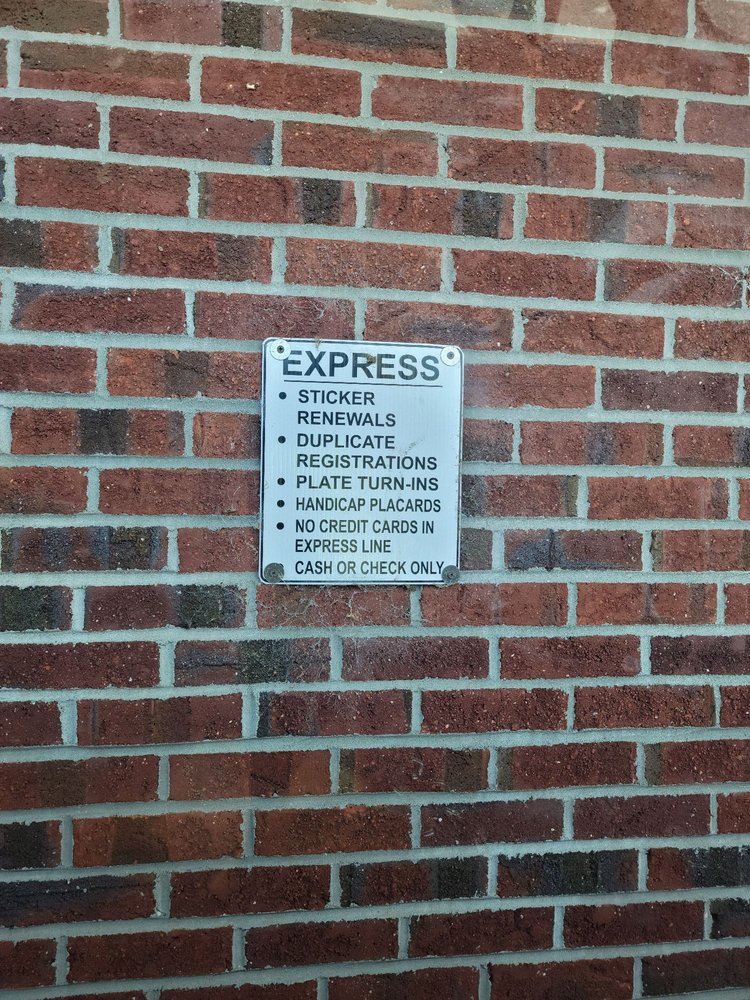 EXPRESS
• STICKER
RENEWALS
• DUPLICATE
REGISTRATIONS
• PLATE TURN-INS
• HANDICAP PLACARDS
• NO CREDIT CARDS IN
EXPRESS LINE
CASH OR CHECK ONLY